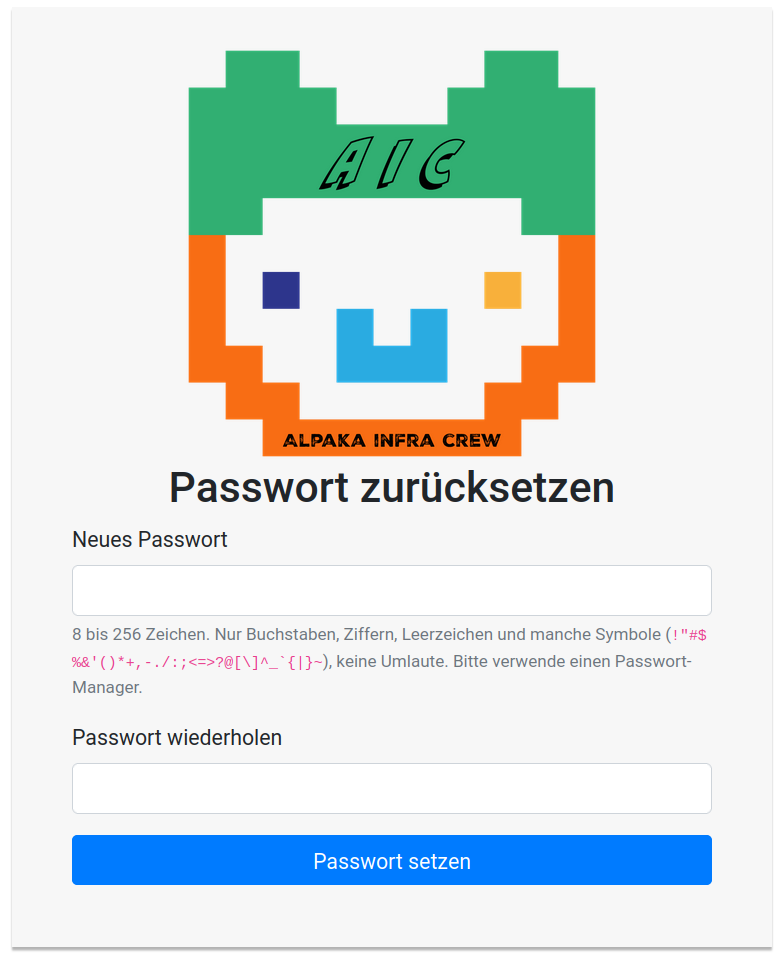 AIC
ALPAKA INFRA CREW
Passwort zurücksetzen
Neues Passwort
8 bis 256 Zeichen. Nur Buchstaben, Ziffern, Leerzeichen und manche Symbole (!"#$
%&'()*+,-./:;<=>?@[\]^_`{|}~), keine Umlaute. Bitte verwende einen Passwort-
Manager.
Passwort wiederholen
Passwort setzen